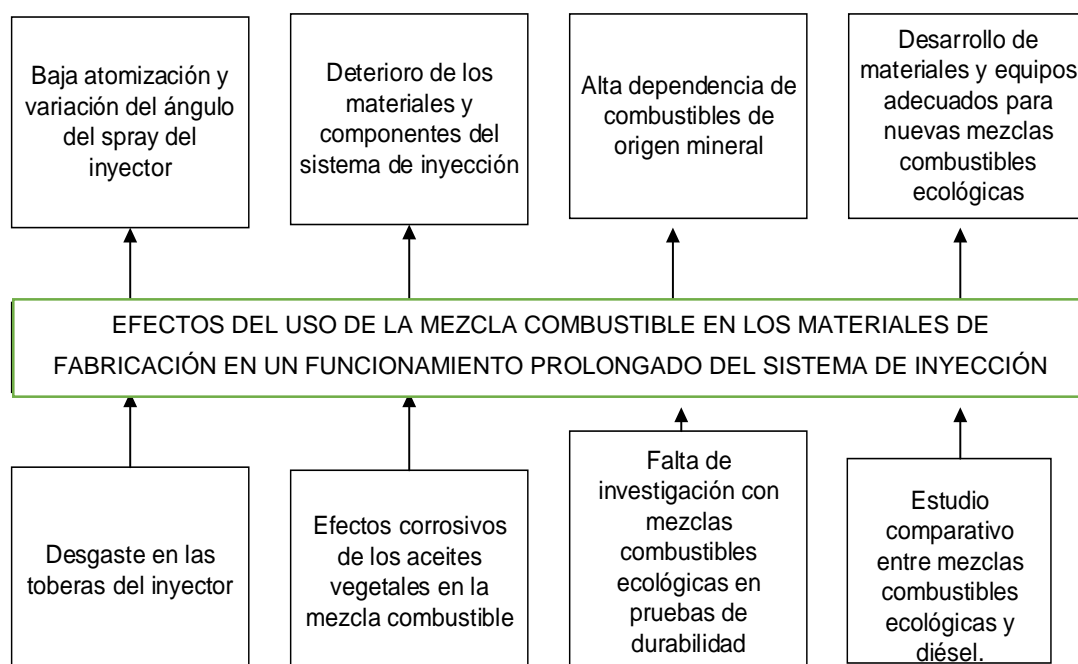 Baja atomización y
variación del ángulo
del spray del
inyector
Deterioro de los
materiales y
componentes del
sistema de inyección
Alta dependencia de
combustibles de
origen mineral
Desarrollo de
materiales y equipos
adecuados para
nuevas mezclas
combustibles
ecológicas
EFECTOS DEL USO DE LA MEZCLA COMBUSTIBLE EN LOS MATERIALES DE
FABRICACIÓN EN UN FUNCIONAMIENTO PROLONGADO DEL SISTEMA DE INYECCIÓN
Desgaste en las
toberas del inyector
Efectos corrosivos
de los aceites
vegetales en la
mezcla combustible
Falta de
investigación con
mezclas
combustibles
ecológicas en
pruebas de
durabilidad
Estudio
comparativo
entre mezclas
combustibles
ecológicas y
diésel.